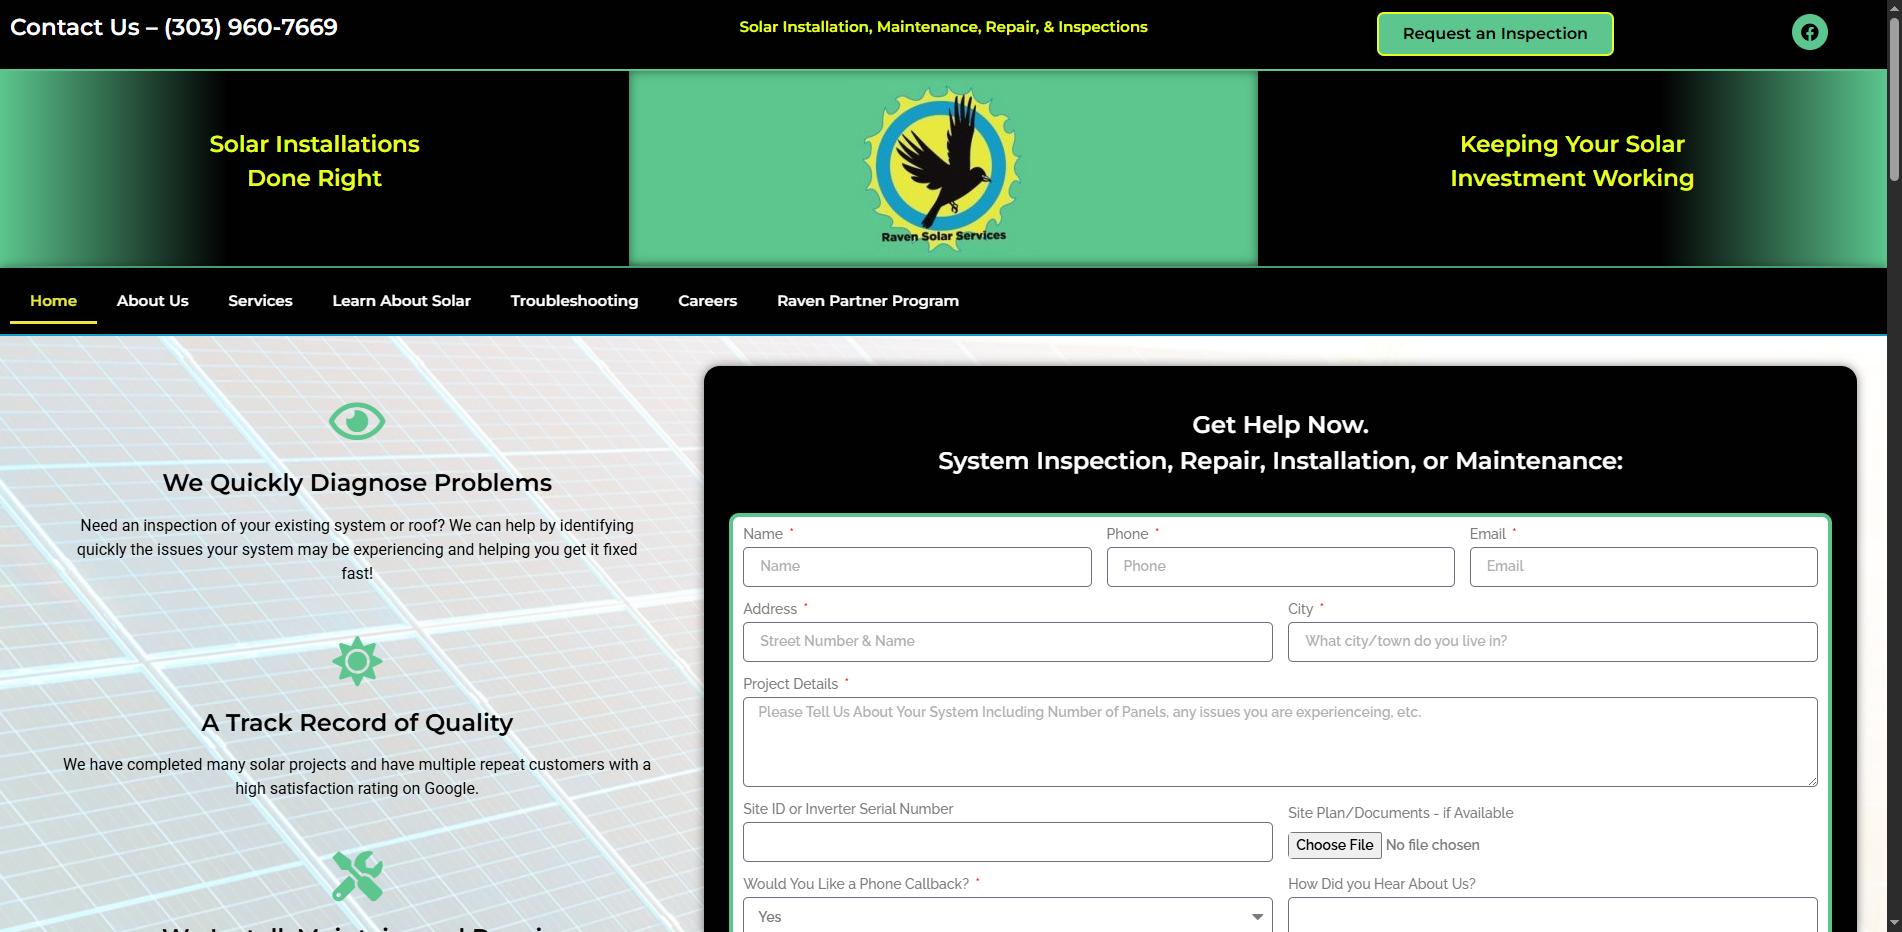 Contact Us – (303) 960-7669
Solar Installation, Maintenance, Repair, & Inspections
Request an Inspection
Solar Installations
Done Right
Raven Solar Services
Keeping Your Solar
Investment Working
Home
About Us
Services
Learn About Solar
Troubleshooting
Careers
Raven Partner Program
We Quickly Diagnose Problems
Need an inspection of your existing system or roof? We can help by identifying
quickly the issues your system may be experiencing and helping you get it fixed
fast!
A Track Record of Quality
We have completed many solar projects and have multiple repeat customers with a
high satisfaction rating on Google.
Get Help Now.
System Inspection, Repair, Installation, or Maintenance:
Name *
Phone *
Email *
Name
Phone
Email
Address *
City *
Street Number & Name
What city/town do you live in?
Project Details *
Please Tell Us About Your System Including Number of Panels, any issues you are experienceing, etc.
Site ID or Inverter Serial Number
Site Plan/Documents - if Available
Choose File No file chosen
Would You Like a Phone Callback? *
How Did you Hear About Us?
Yes